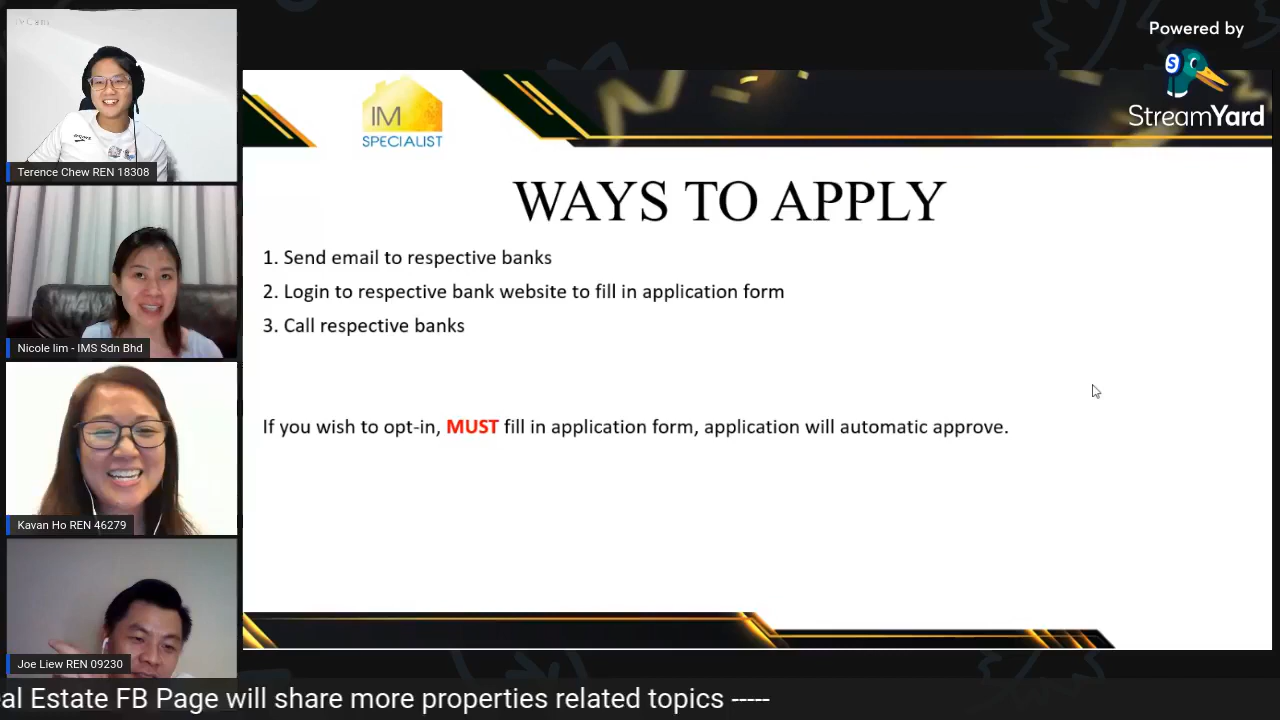 Terence Chew REN 18308
Nicole lim - IMS Sdn Bhd
Kavan Ho REN 46279
Joe Liew REN 09230
Powered by
StreamYard
IM
SPECIALIST
WAYS TO APPLY
1. Send email to respective banks
2. Login to respective bank website to fill in application form
3. Call respective banks
If you wish to opt-in, MUST fill in application form, application will automatic approve.
Estate FB Page will share more properties related topics -----